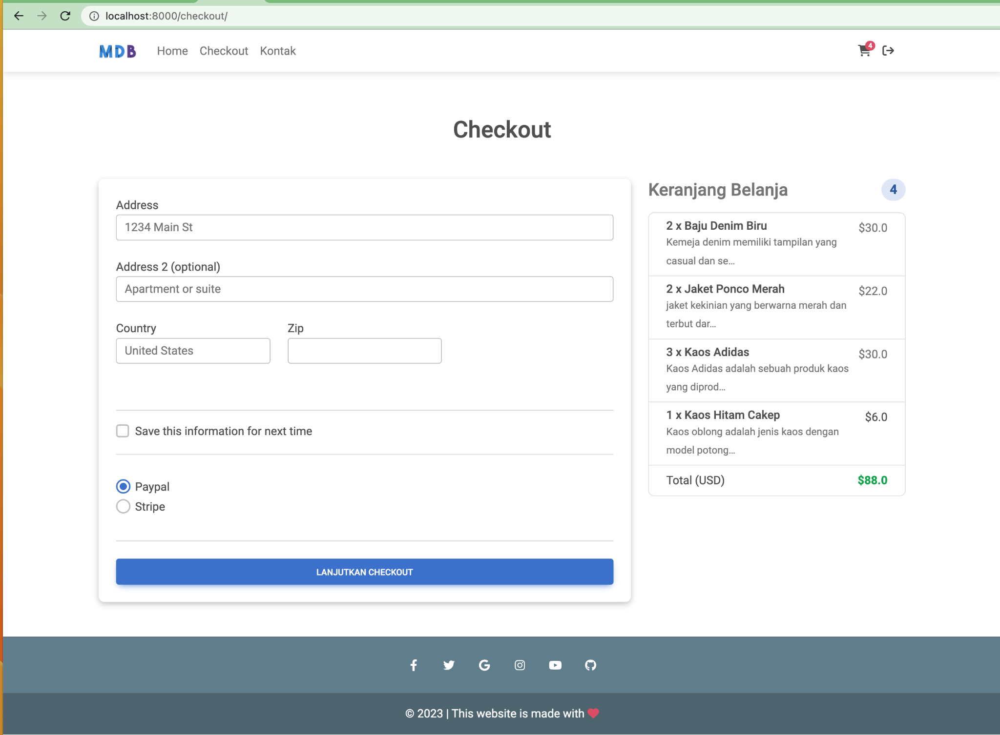 localhost:8000/checkout/
MDB Home Checkout Kontak 4
Checkout
Address
1234 Main St
Address 2 (optional)
Apartment or suite
Country Zip
United States
Save this information for next time
Paypal
Stripe
LANJUTKAN CHECKOUT
Keranjang Belanja 4
2 x Baju Denim Biru $30.0
Kemeja denim memiliki tampilan yang
casual dan se...
2 x Jaket Ponco Merah $22.0
jaket kekinian yang berwarna merah dan
terbut dar...
3 x Kaos Adidas $30.0
Kaos Adidas adalah sebuah produk kaos
yang diprod...
1 x Kaos Hitam Cakep $6.0
Kaos oblong adalah jenis kaos dengan
model potong...
Total (USD) $88.0
© 2023 | This website is made with